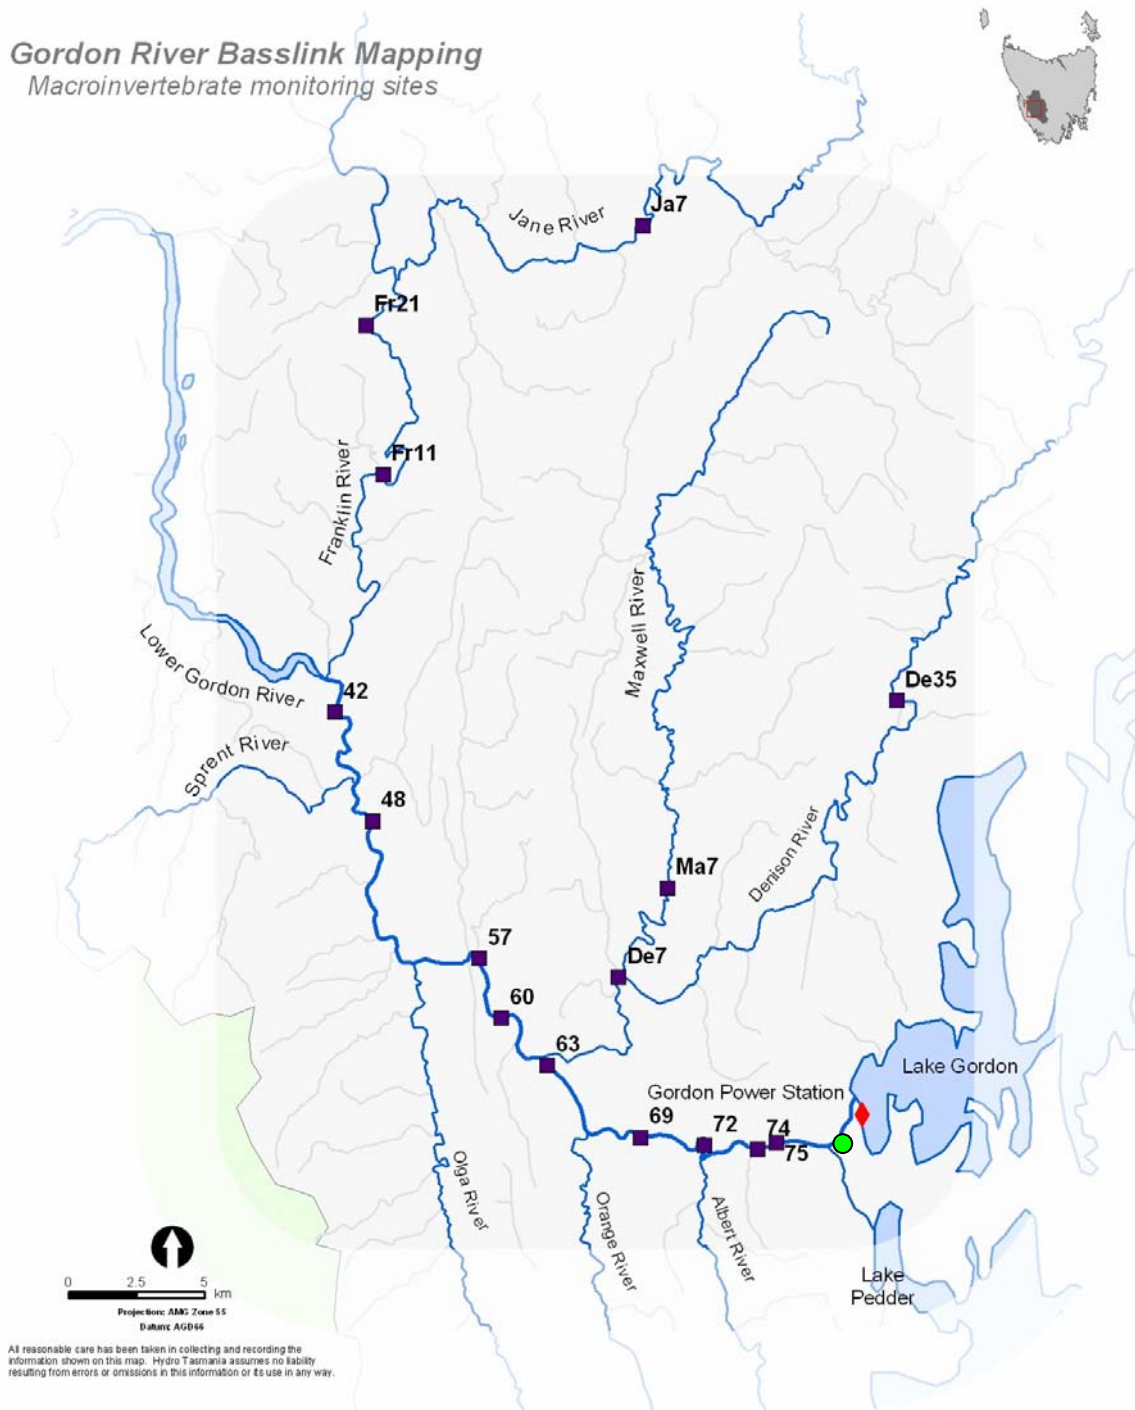 Gordon River Basslink Mapping
Macroinvertebrate monitoring sites
Ja7
Jane River
Fr21
Fr11
Franklin River
Maxwell River
Lower Gordon River
42
De35
Sprent River
48
Denison River
Ma7
57
De7
60
63
Lake Gordon
Gordon Power Station
69
72
74
75
Olga River
Orange River
Albert River
Lake
Pedder
0 2.5 5
km
Projection: AMG Zone 55
Datum: AGD66
All reasonable care has been taken in collecting and recording the
information shown on this map. Hydro Tasmania assumes no liability
resulting from errors or omissions in this information or its use in any way.